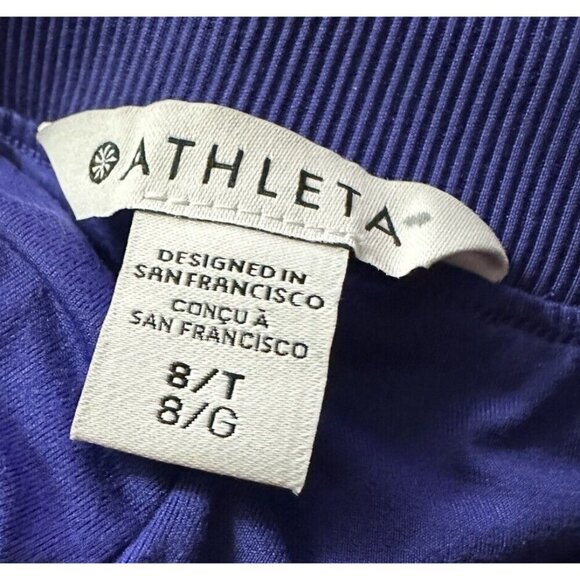 ATHLETA
DESIGNED IN
SAN FRANCISCO
CONÇU À
SAN FRANCISCO
8/T
8/G